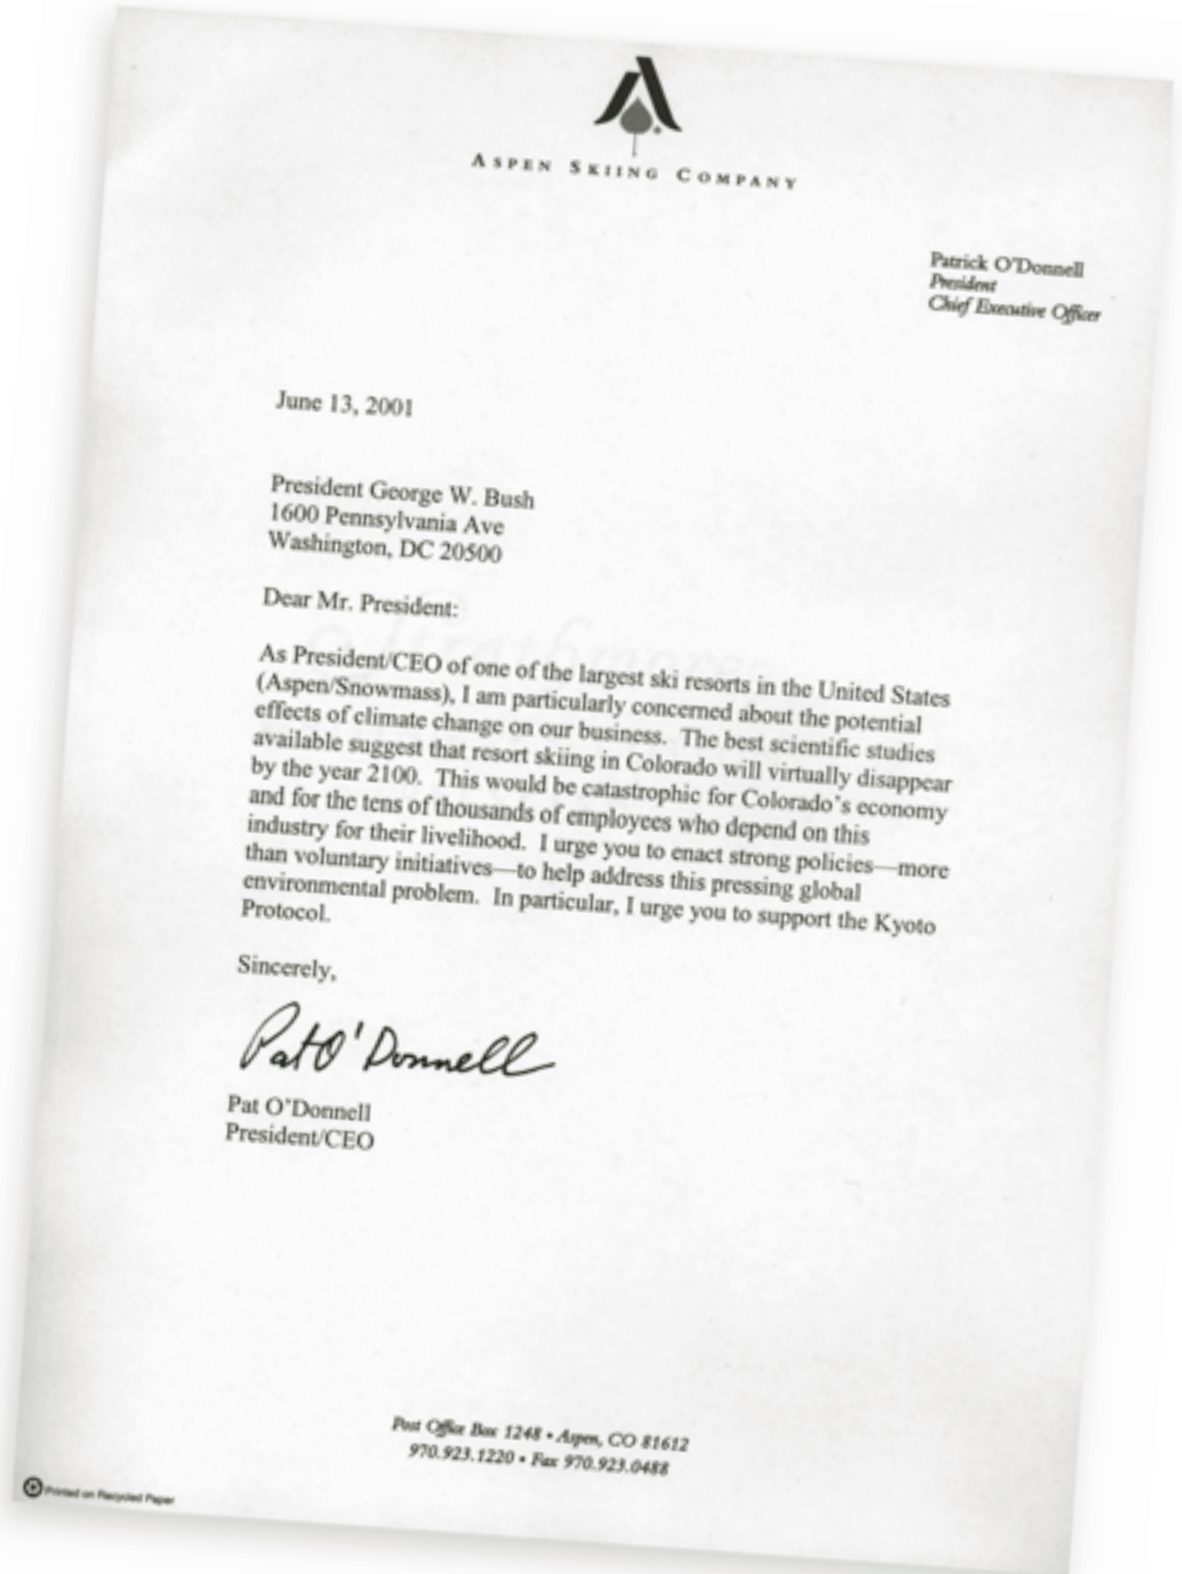 ASPEN SKIING COMPANY
Patrick O'Donnell
President
Chief Executive Officer
June 13, 2001
President George W. Bush
1600 Pennsylvania Ave
Washington, DC 20500
Dear Mr. President:
As President/CEO of one of the largest ski resorts in the United States
(Aspen/Snowmass), I am particularly concerned about the potential
effects of climate change on our business.  The best scientific studies
available suggest that resort skiing in Colorado will virtually disappear
by the year 2100.  This would be catastrophic for Colorado's economy
and for the tens of thousands of employees who depend on this
industry for their livelihood.  I urge you to enact strong policies—more
than voluntary initiatives—to help address this pressing global
environmental problem.  In particular, I urge you to support the Kyoto
Protocol.
Sincerely,
Pat O'Donnell
Pat O'Donnell
President/CEO
Post Office Box 1248 • Aspen, CO 81612
970.923.1220 • Fax 970.923.0488
Printed on Recycled Paper